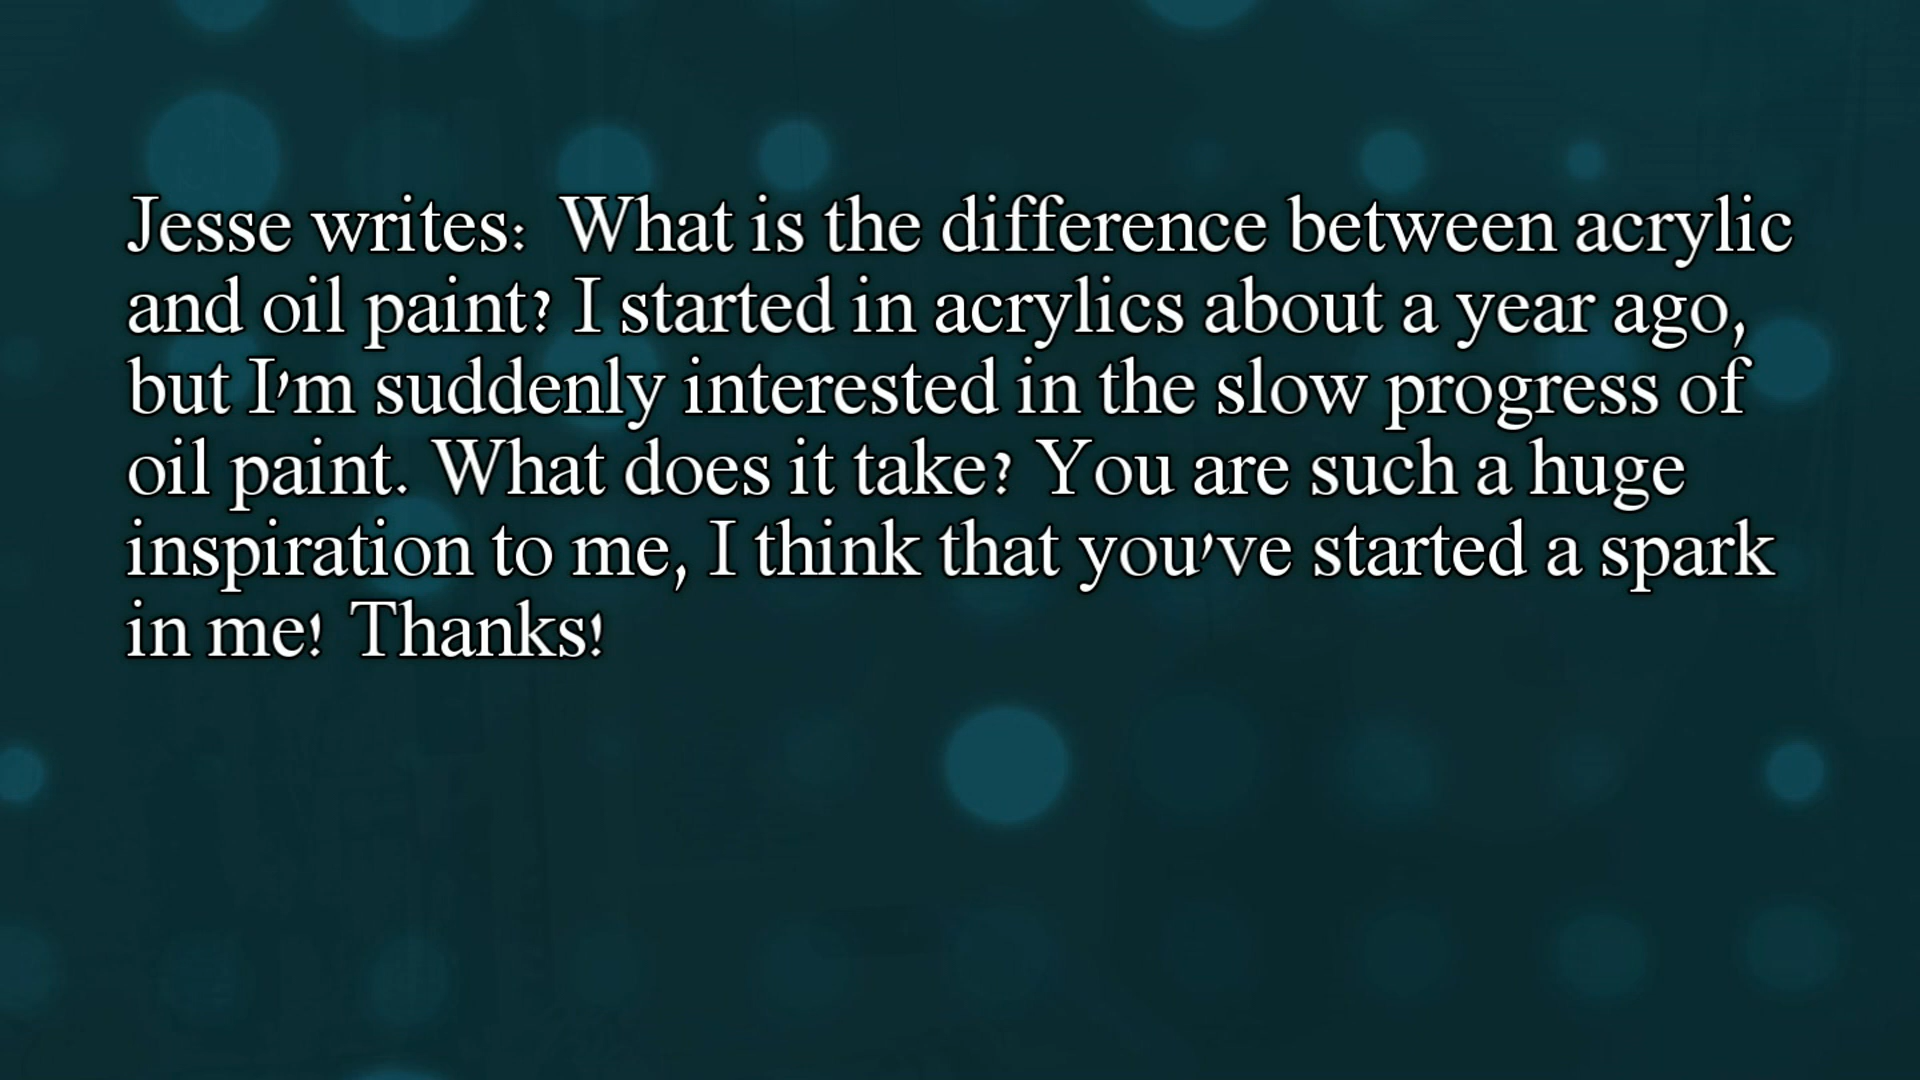 Jesse writes:  What is the difference between acrylic
and oil paint? I started in acrylics about a year ago,
but I'm suddenly interested in the slow progress of
oil paint. What does it take? You are such a huge
inspiration to me, I think that you've started a spark
in me! Thanks!